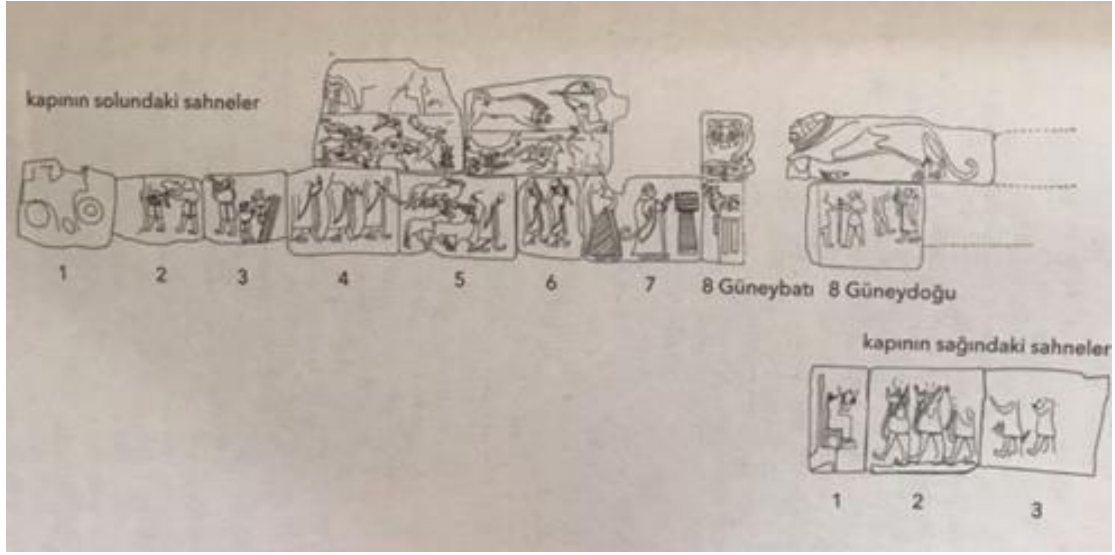 kapının solundaki sahneler
1 2 3 4 5 6 7 8 Güneybatı 8 Güneydoğu
kapının sağındaki sahneler
1 2 3